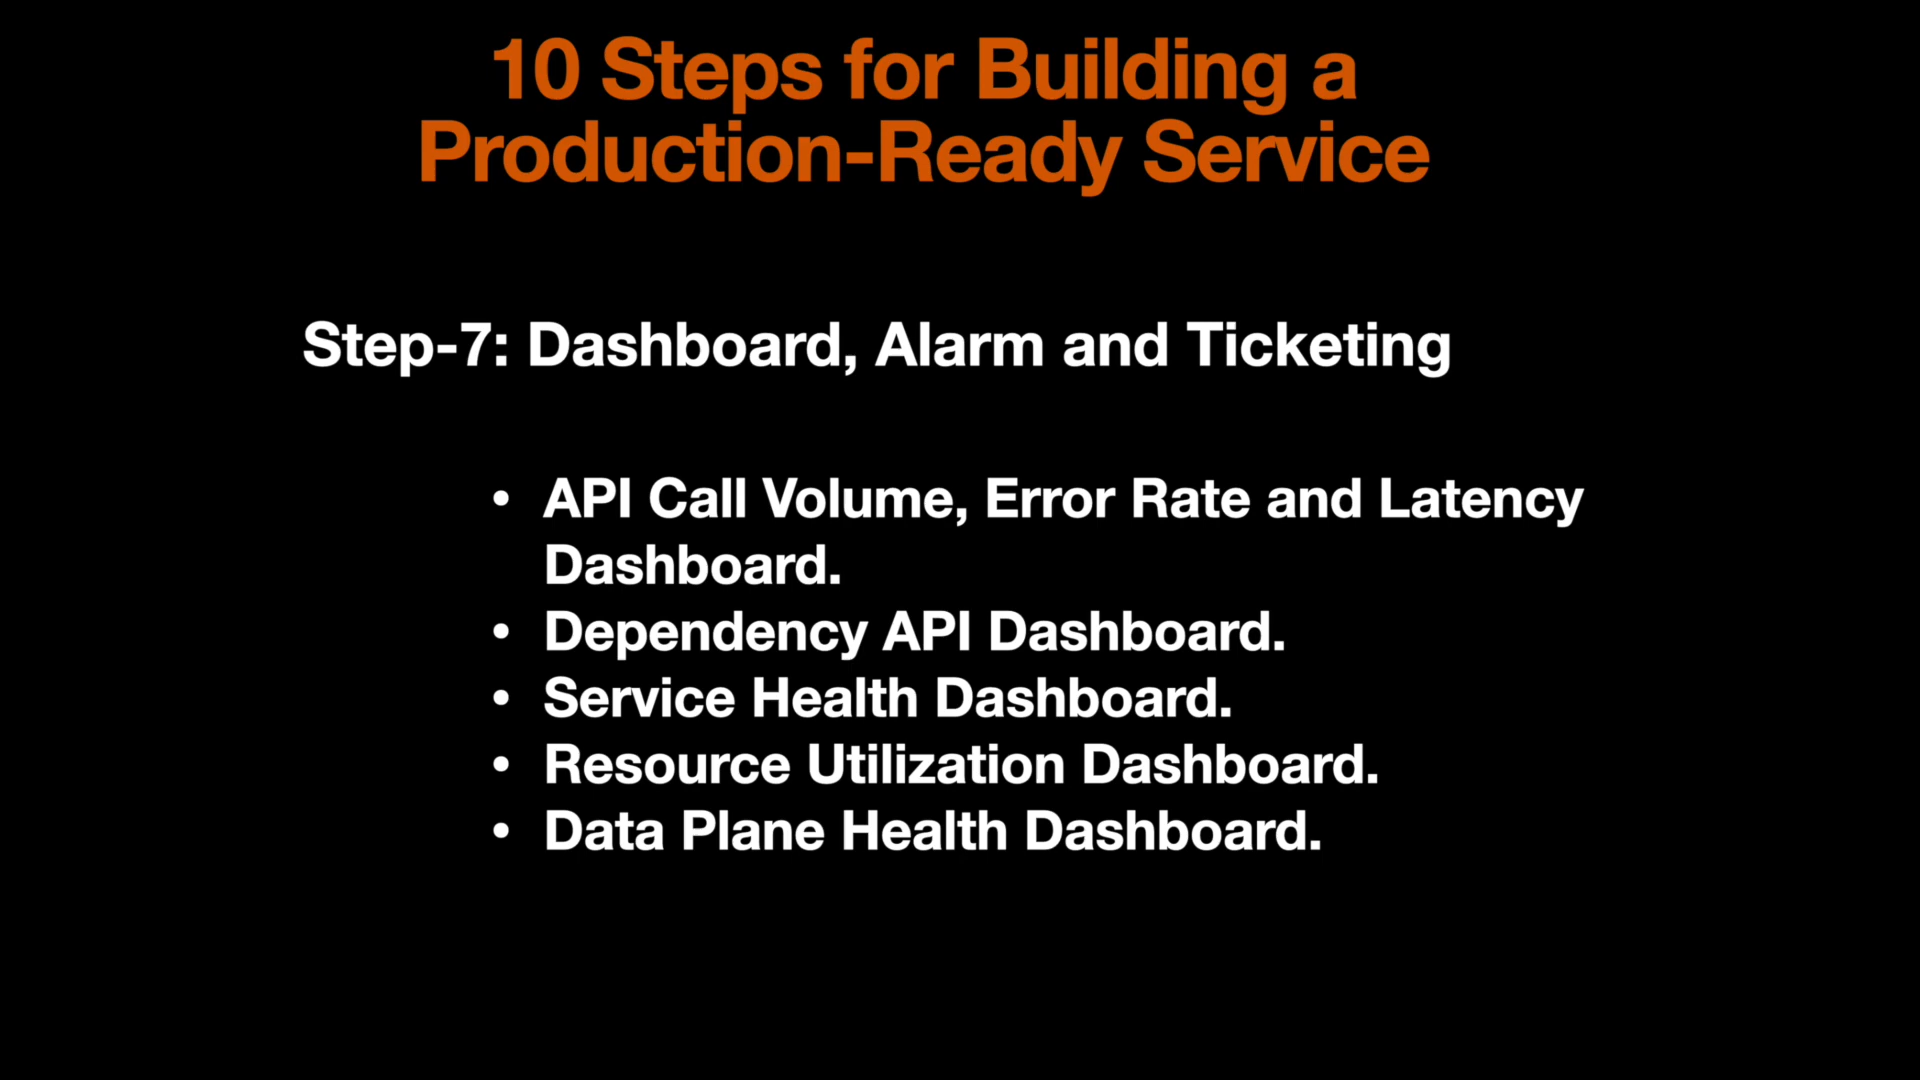 10 Steps for Building a
Production-Ready Service
Step-7: Dashboard, Alarm and Ticketing
• API Call Volume, Error Rate and Latency
Dashboard.
• Dependency API Dashboard.
• Service Health Dashboard.
• Resource Utilization Dashboard.
• Data Plane Health Dashboard.